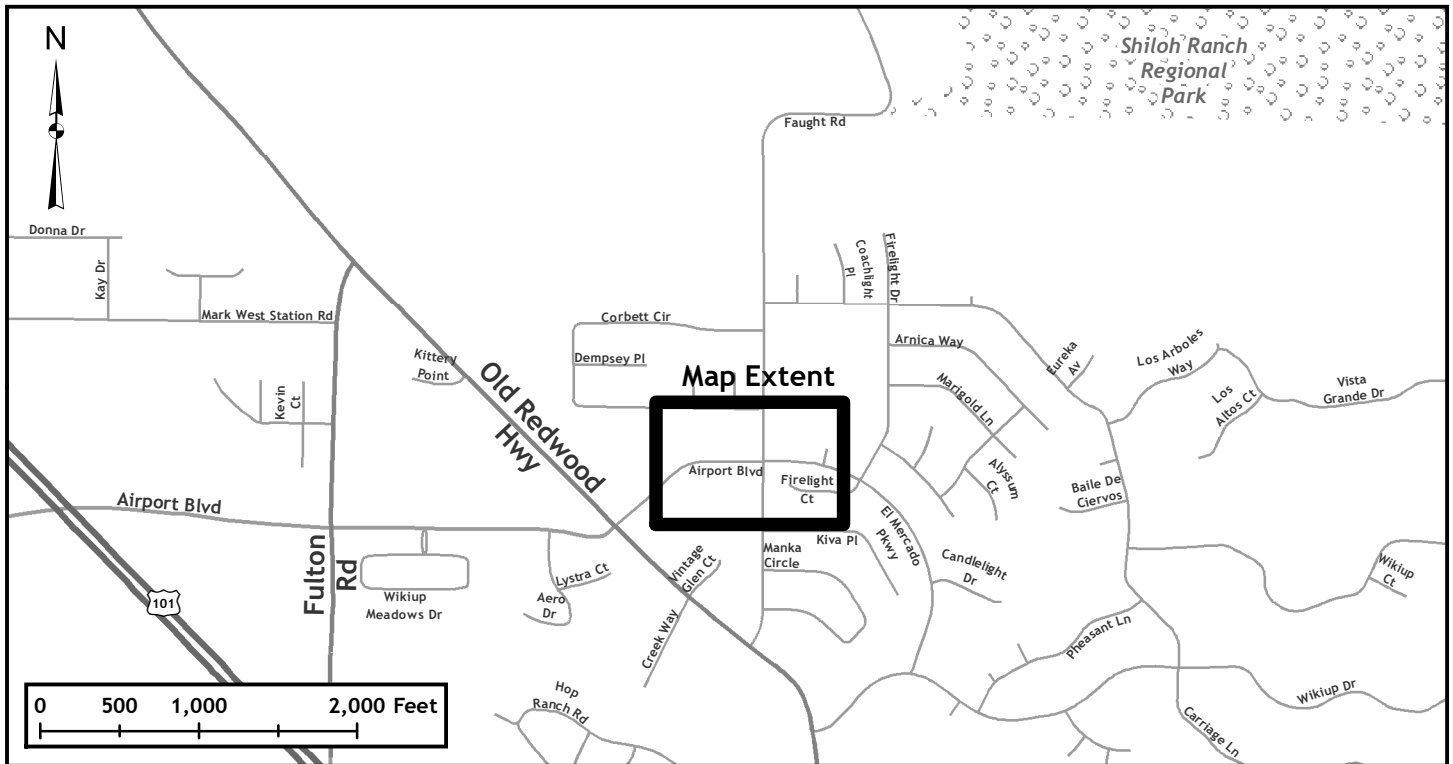 N
Shiloh Ranch
Regional
Park
Faught Rd
Donna Dr
Kay Dr
Mark West Station Rd
Coachlight
Pl
Firelight Dr
Corbett Cir
Dempsey Pl
Kittery
Point
Kevin
Ct
Old Redwood
Hwy
Map Extent
Arnica Way
Marigold Ln
Eureka
Av
Los Arboles
Way
Los
Altos Ct
Vista
Grande Dr
Airport Blvd
Airport Blvd
Firelight
Ct
Alyssum
Ct
Baile De
Ciervos
El Mercado
Pkwy
Kiva Pl
Manka
Circle
Candlelight
Dr
Wikiup
Ct
Fulton
Rd
101
Wikiup
Meadows Dr
Lystra Ct
Aero
Dr
Vintage
Glen Ct
Creek Way
Pheasant Ln
Wikiup Dr
Carriage Ln
Hop
Ranch Rd
0 500 1,000 2,000 Feet